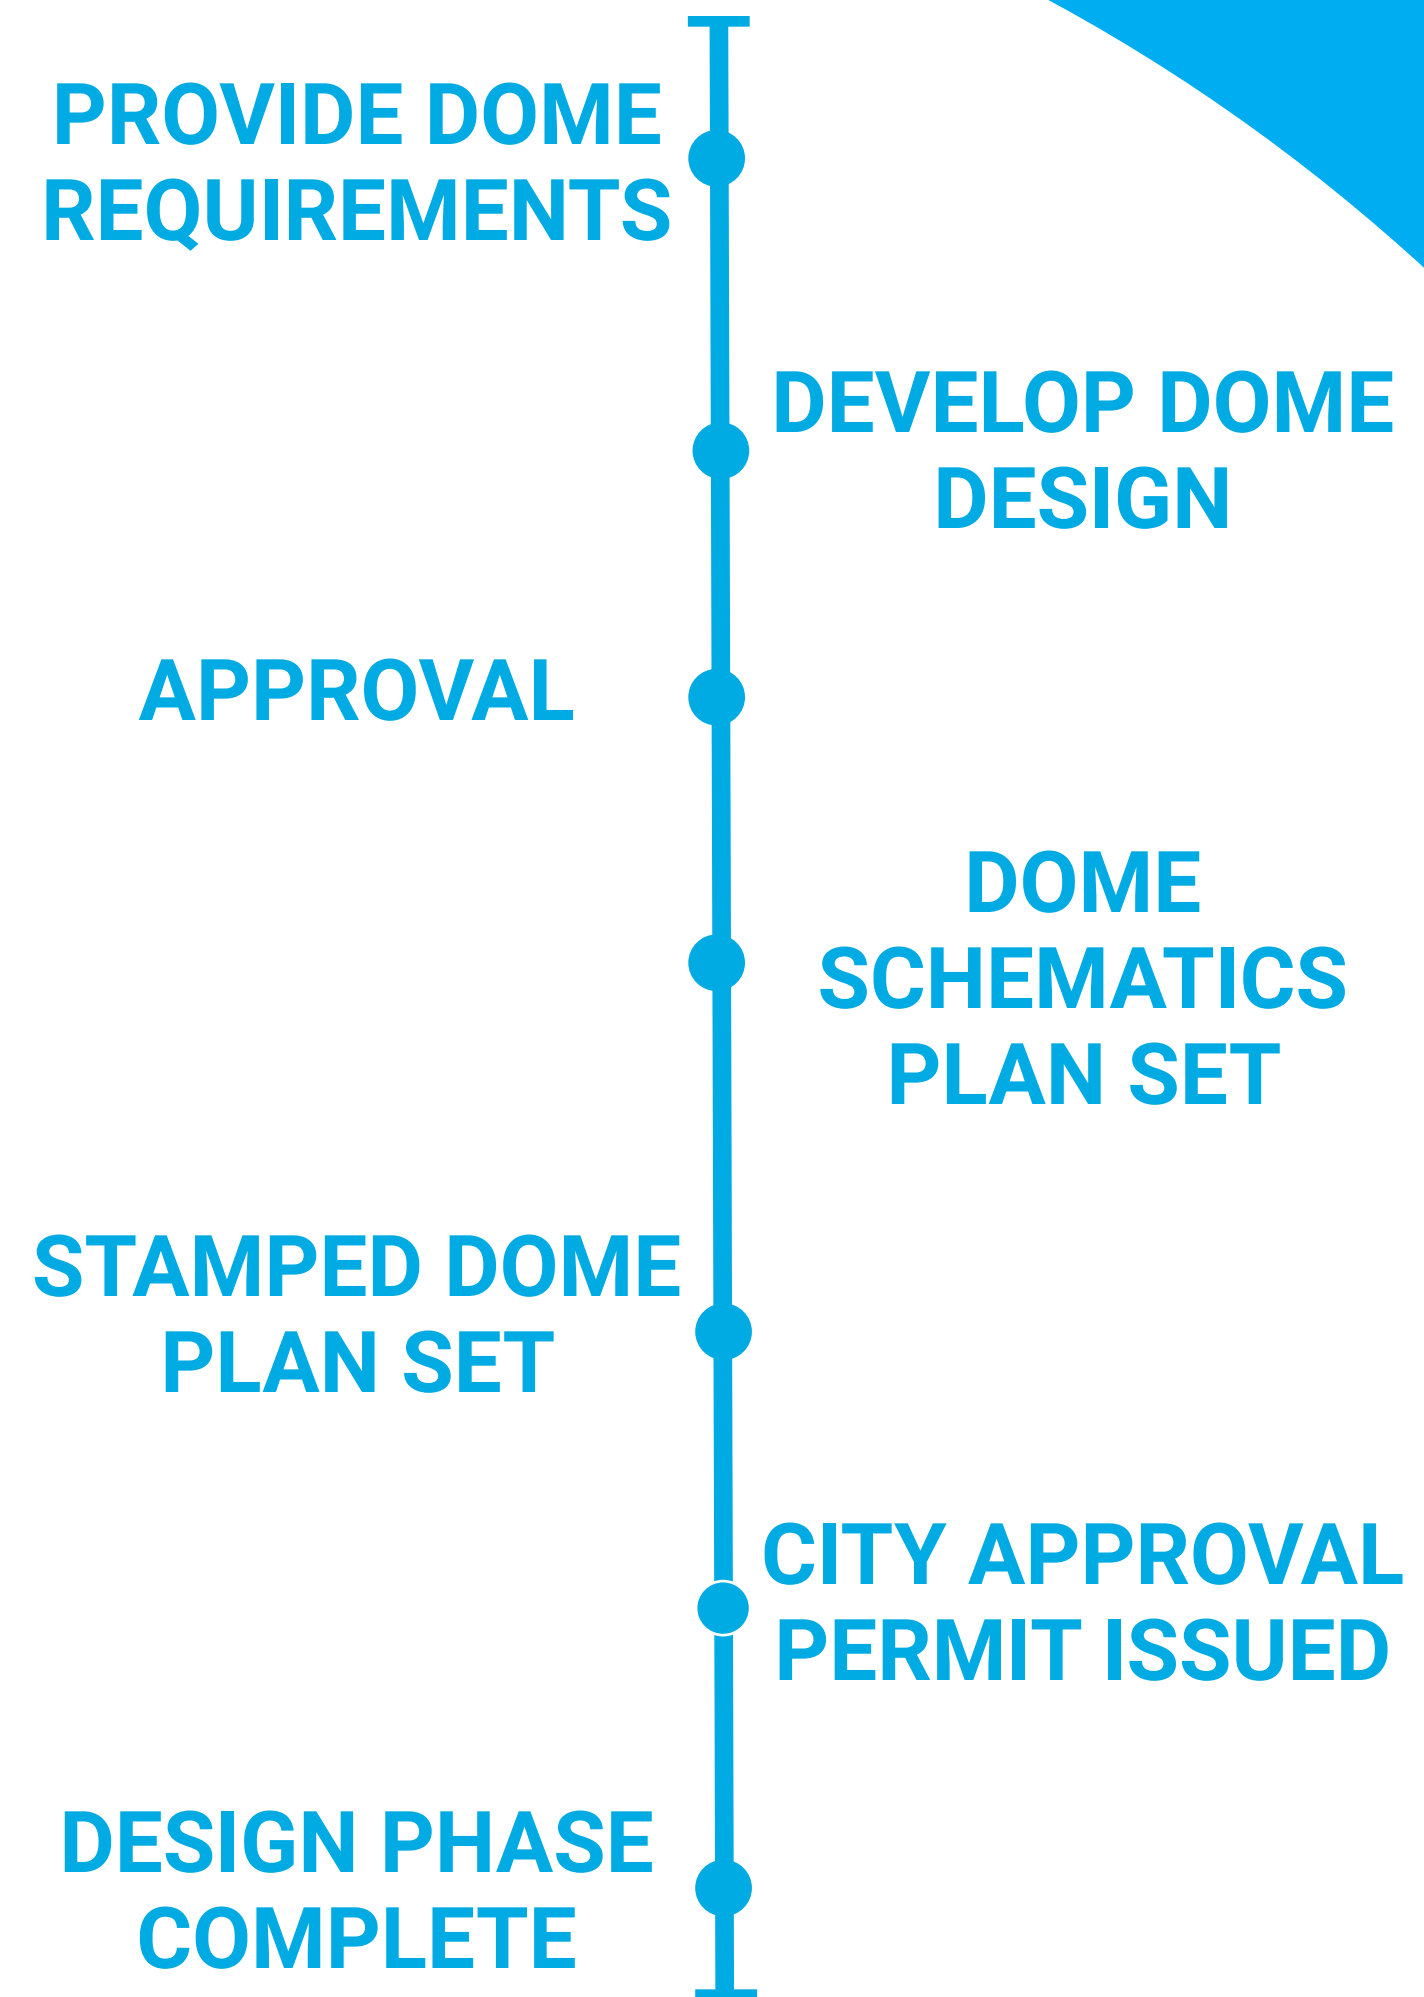 PROVIDE DOME
REQUIREMENTS
DEVELOP DOME
DESIGN
APPROVAL
DOME
SCHEMATICS
PLAN SET
STAMPED DOME
PLAN SET
CITY APPROVAL
PERMIT ISSUED
DESIGN PHASE
COMPLETE